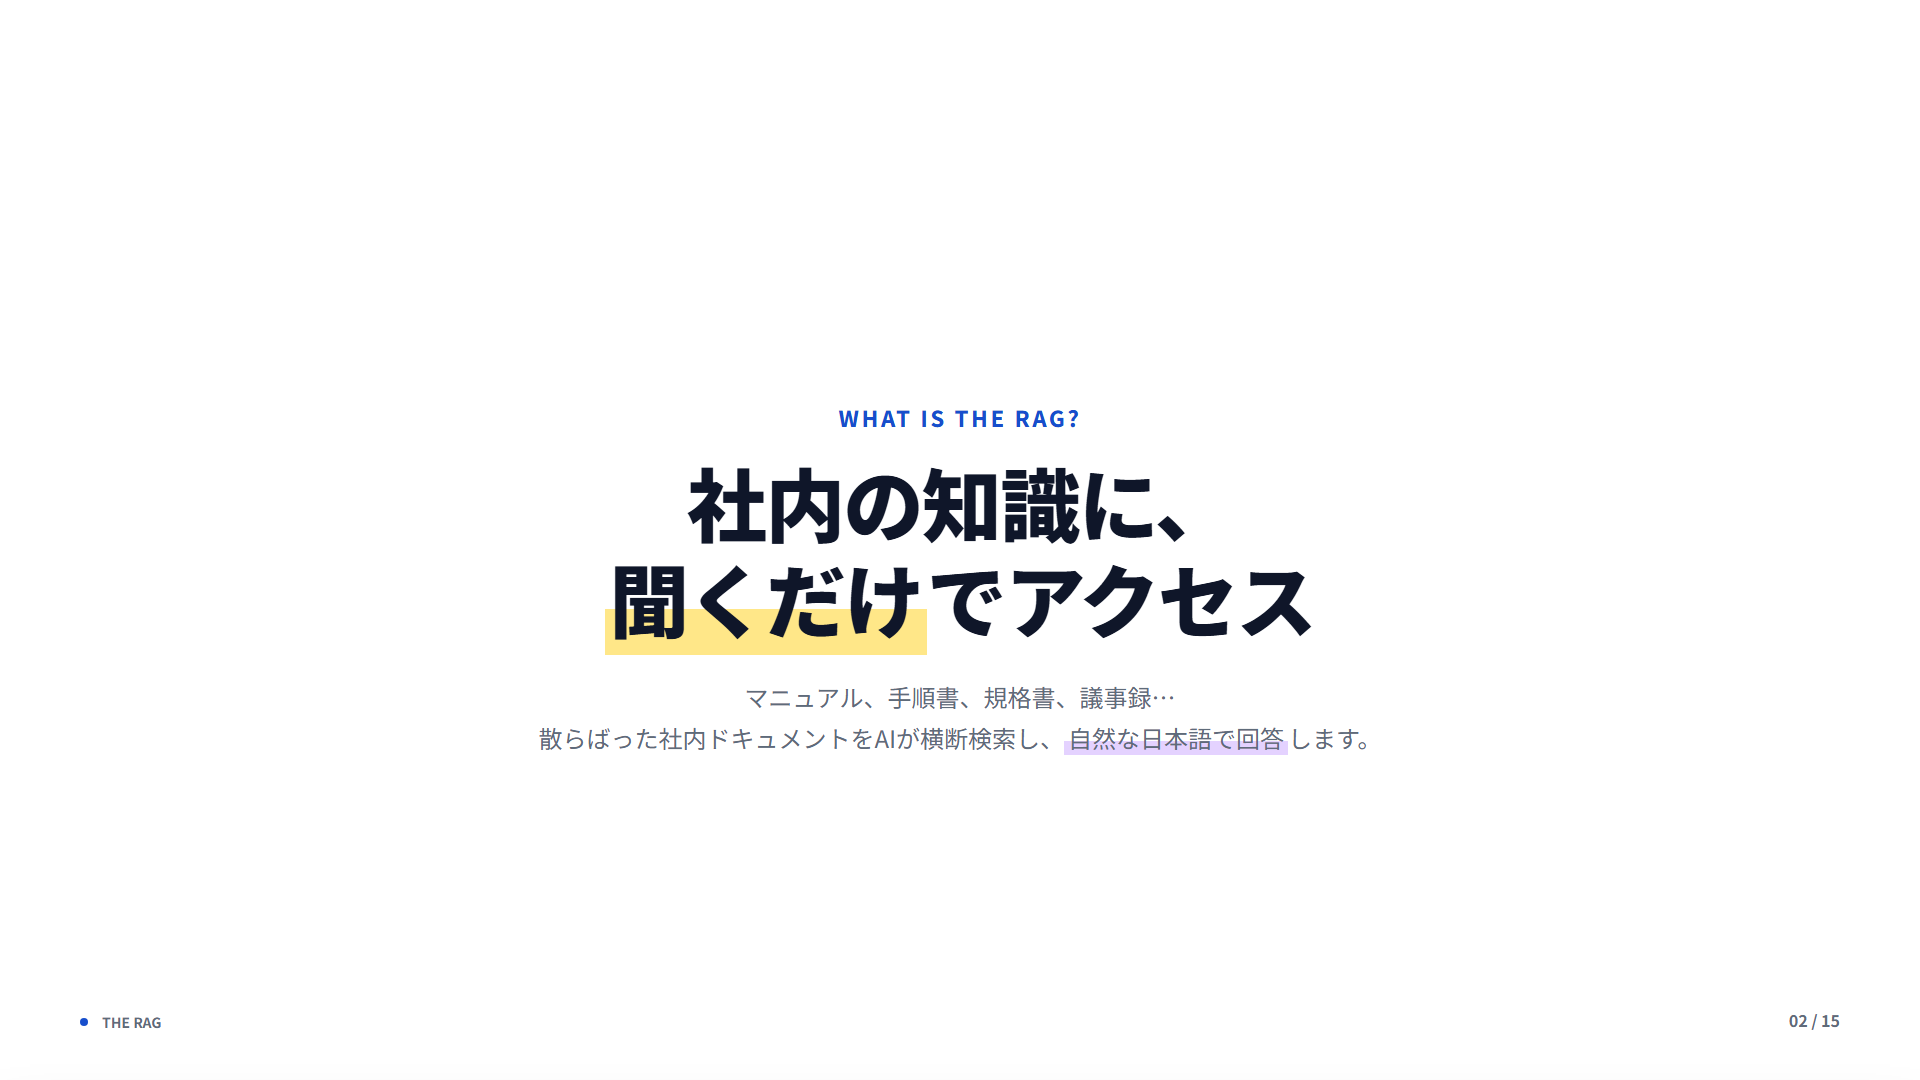 WHAT IS THE RAG?
社内の知識に、
聞くだけでアクセス
マニュアル、手順書、規格書、議事録…
散らばった社内ドキュメントをAIが横断検索し、自然な日本語で回答します。
THE RAG
02 / 15